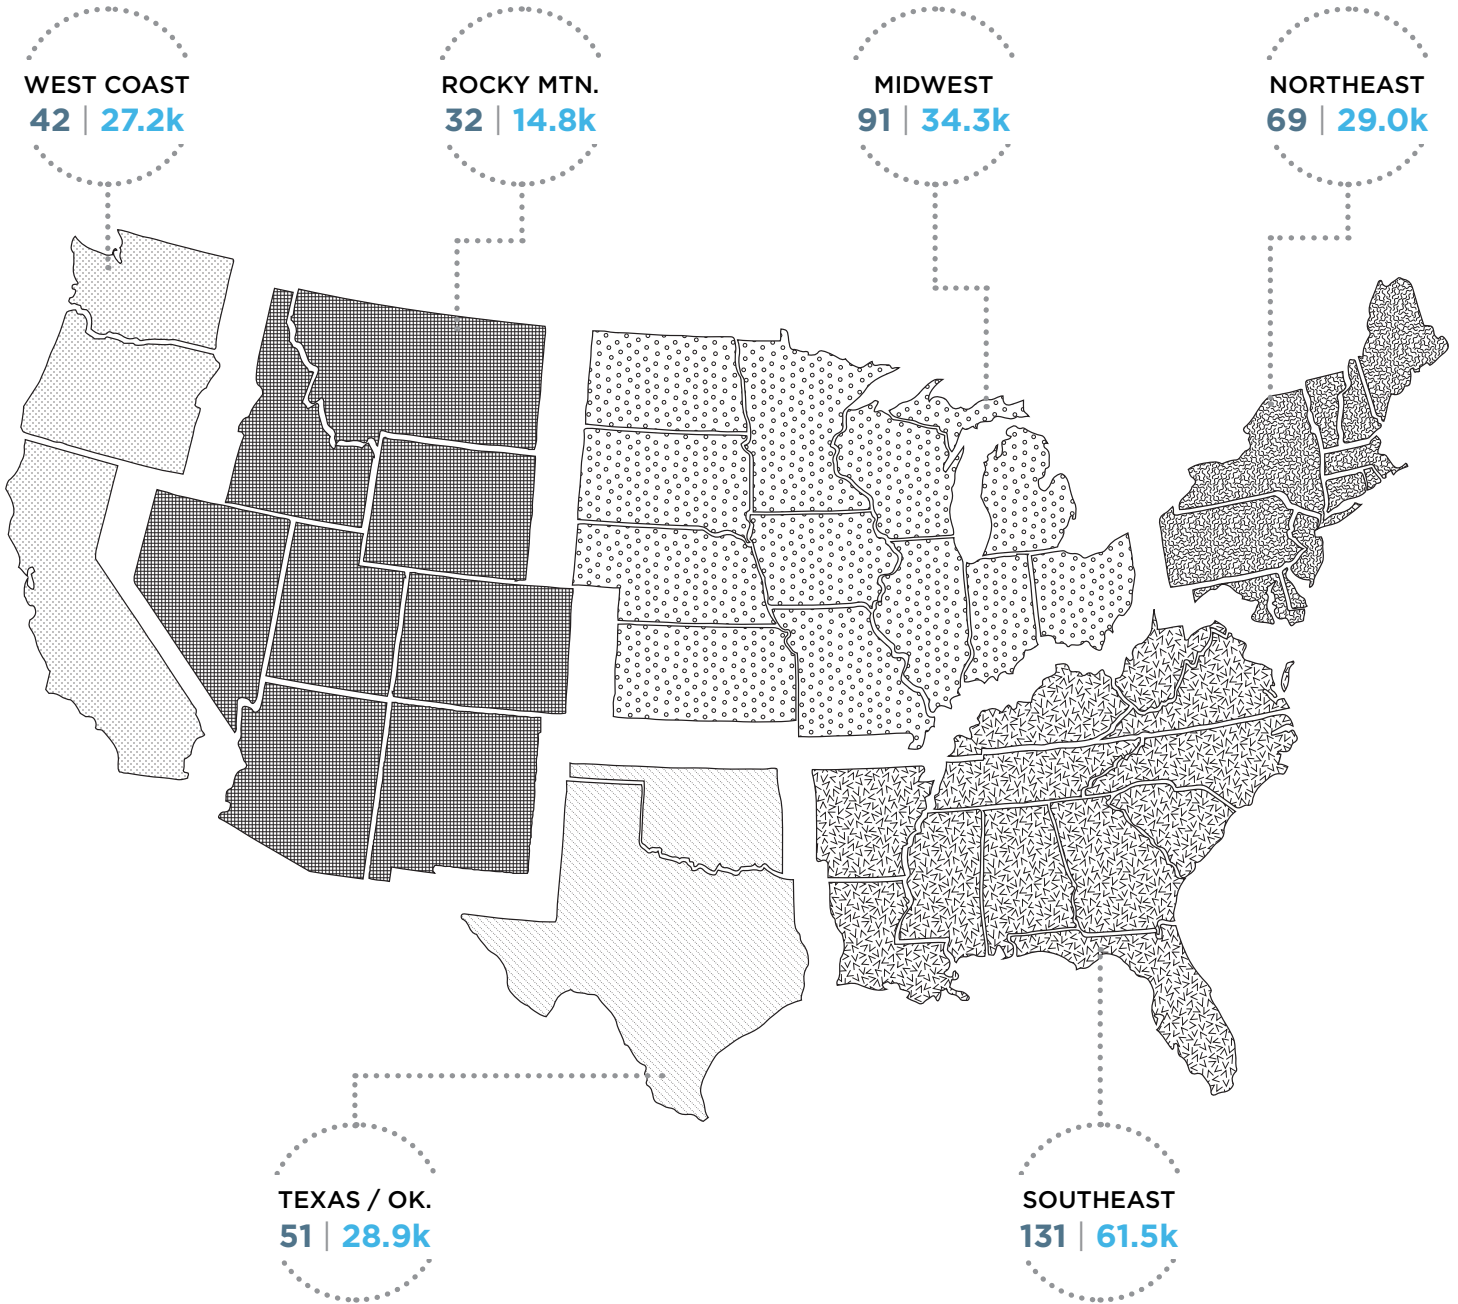 WEST COAST
42 | 27.2k
ROCKY MTN.
32 | 14.8k
MIDWEST
91 | 34.3k
NORTHEAST
69 | 29.0k
TEXAS / OK.
51 | 28.9k
SOUTHEAST
131 | 61.5k